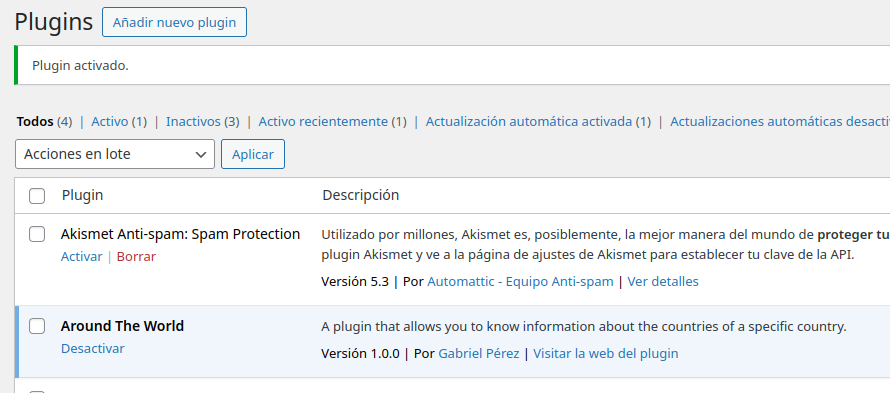 Plugins Añadir nuevo plugin
Plugin activado.
Todos (4) | Activo (1) | Inactivos (3) | Activo recientemente (1) | Actualización automática activada (1) | Actualizaciones automáticas desacti
Acciones en lote Aplicar
Plugin Descripción
Akismet Anti-spam: Spam Protection Utilizado por millones, Akismet es, posiblemente, la mejor manera del mundo de proteger tu
Activar | Borrar plugin Akismet y ve a la página de ajustes de Akismet para establecer tu clave de la API.
Versión 5.3 | Por Automattic - Equipo Anti-spam | Ver detalles
Around The World A plugin that allows you to know information about the countries of a specific country.
Desactivar Versión 1.0.0 | Por Gabriel Pérez | Visitar la web del plugin